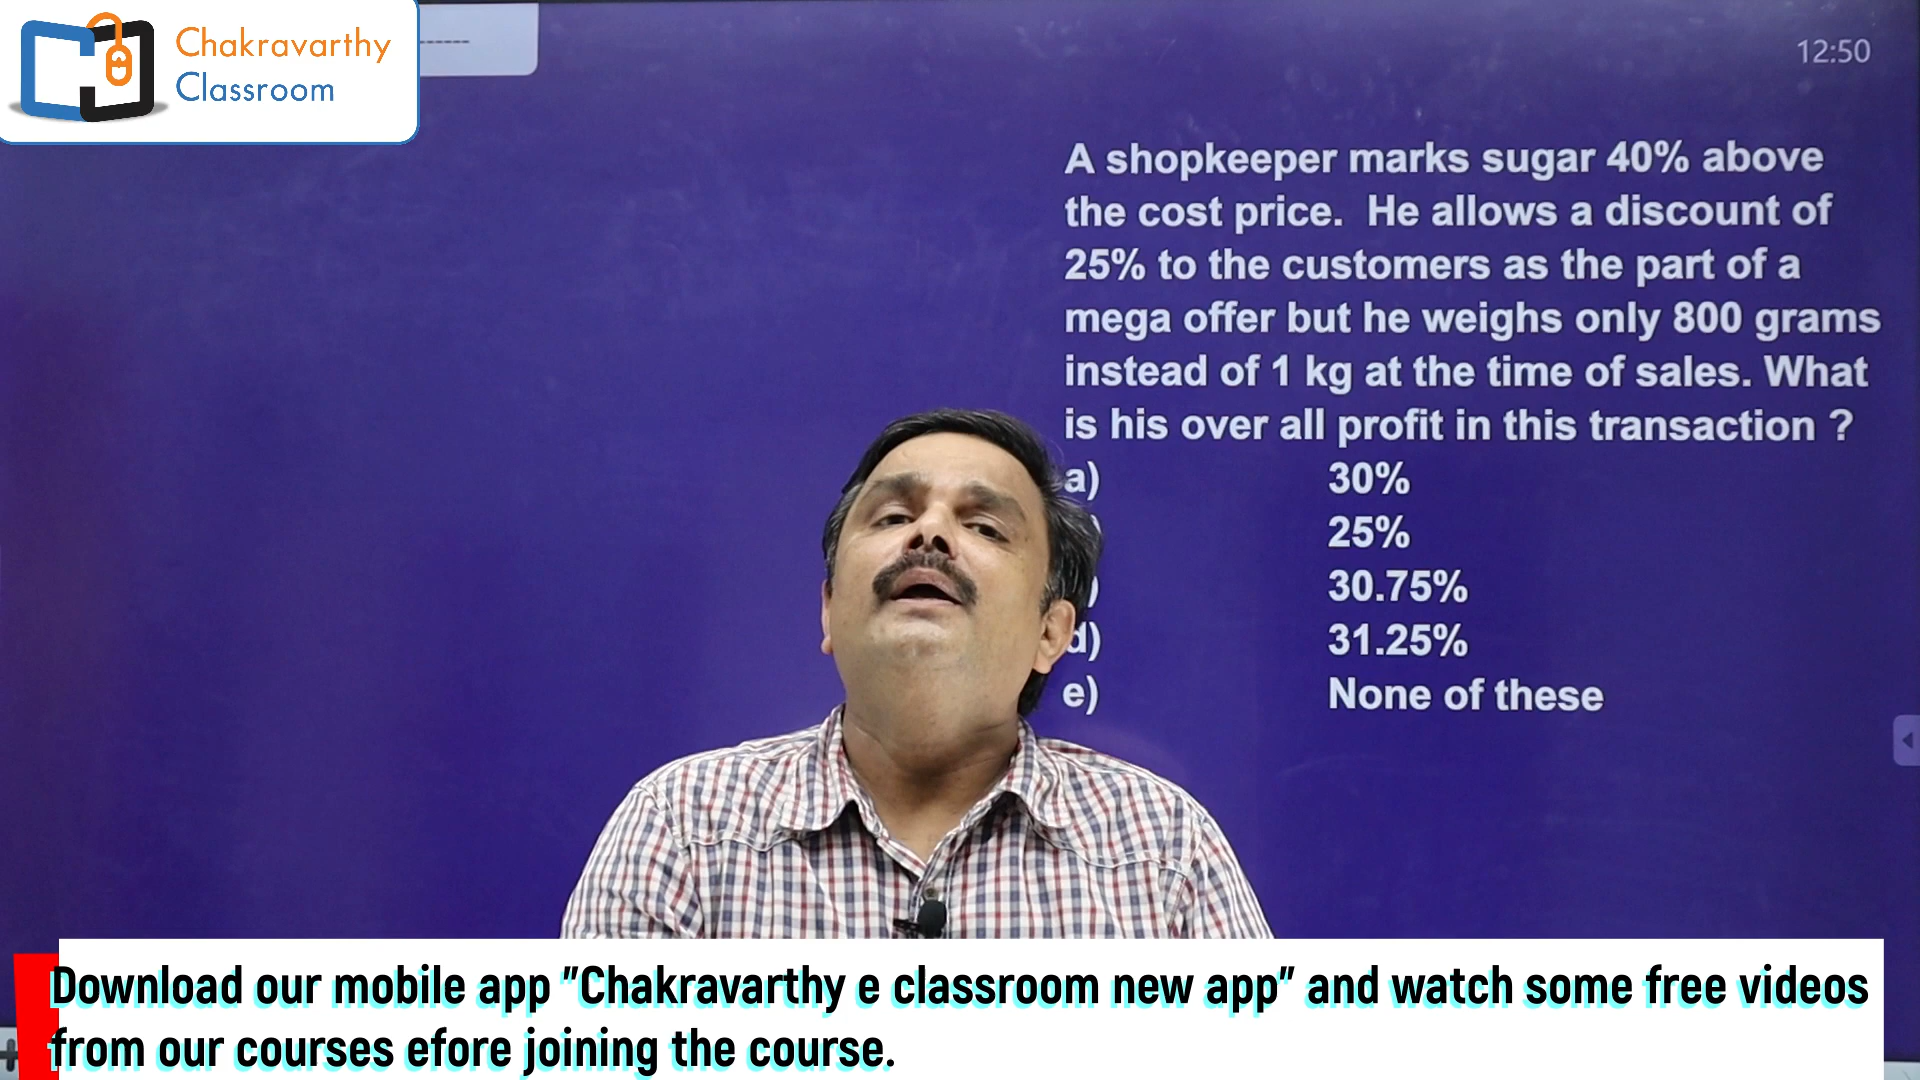 Chakravarthy
Classroom
12:50
A shopkeeper marks sugar 40% above
the cost price. He allows a discount of
25% to the customers as the part of a
mega offer but he weighs only 800 grams
instead of 1 kg at the time of sales. What
is his over all profit in this transaction ?
a) 30%
) 25%
) 30.75%
d) 31.25%
e) None of these
Download our mobile app "Chakravarthy e classroom new app" and watch some free videos
from our courses efore joining the course.